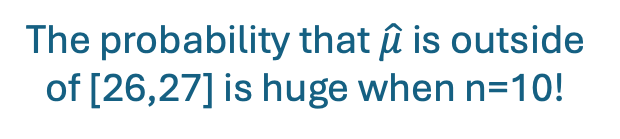 The probability that μ̂ is outside
of [26,27] is huge when n=10!